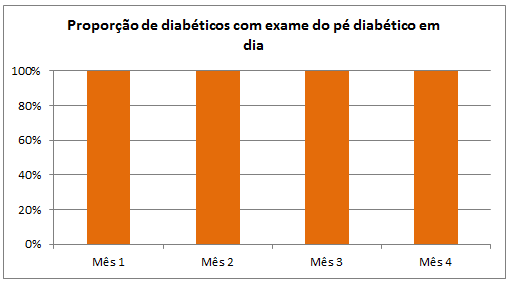 Proporção de diabéticos com exame do pé diabético em
dia
100%
80%
60%
40%
20%
0%
Mês 1 Mês 2 Mês 3 Mês 4